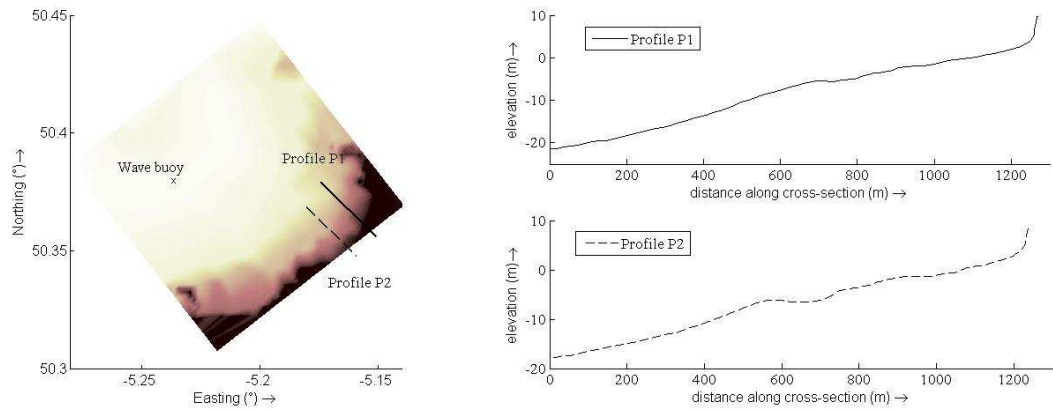 50.45
50.4
50.35
50.3
Northing (°) →
-5.25
-5.2
-5.15
Easting (°) →
Wave buoy
×
Profile P1
Profile P2
10
0
-10
-20
elevation (m) →
Profile P1
0
200
400
600
800
1000
1200
distance along cross-section (m) →
10
0
-10
-20
elevation (m) →
Profile P2
0
200
400
600
800
1000
1200
distance along cross-section (m) →